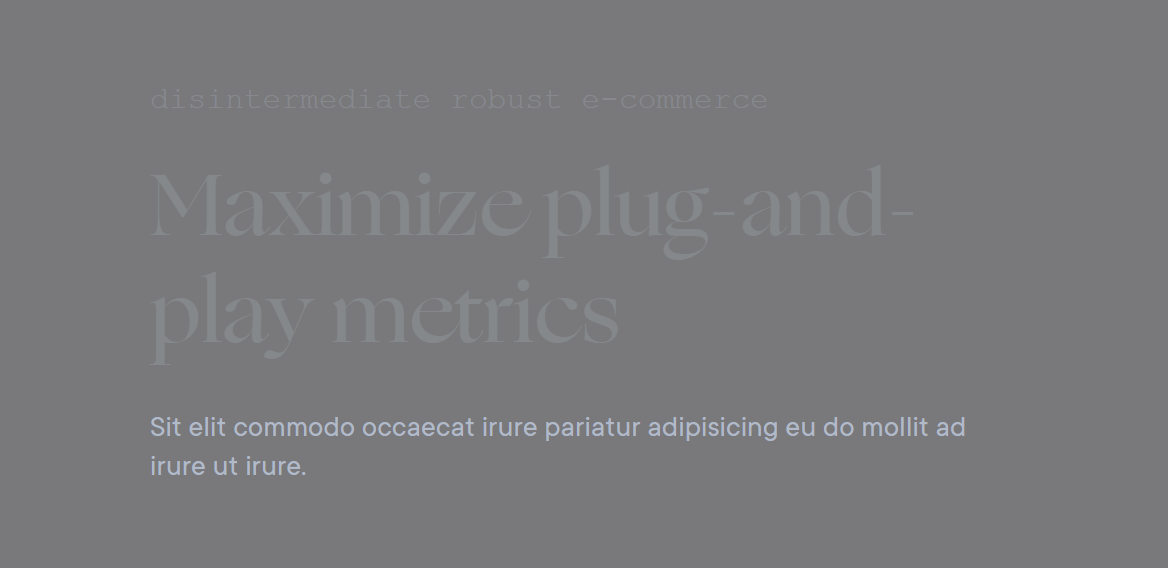 disintermediate robust e-commerce
Maximize plug-and-
play metrics
Sit elit commodo occaecat irure pariatur adipisicing eu do mollit ad
irure ut irure.